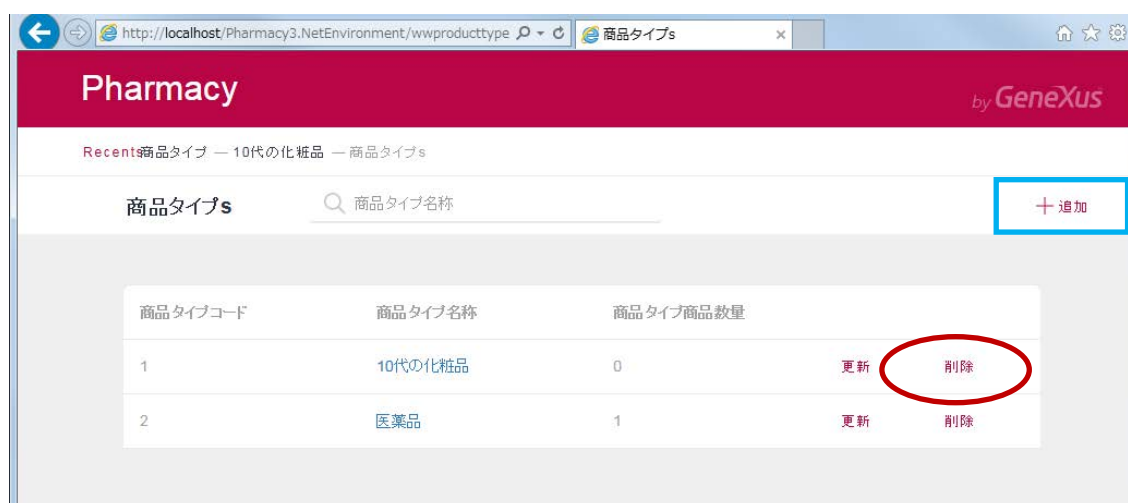 http://localhost/Pharmacy3.NetEnvironment/wwproducttype 商品タイプs
Pharmacy by GeneXus
Recents商品タイプ — 10代の化粧品 — 商品タイプs
商品タイプs 商品タイプ名称 追加
商品タイプコード 商品タイプ名称 商品タイプ商品数量
1 10代の化粧品 0 更新 削除
2 医薬品 1 更新 削除